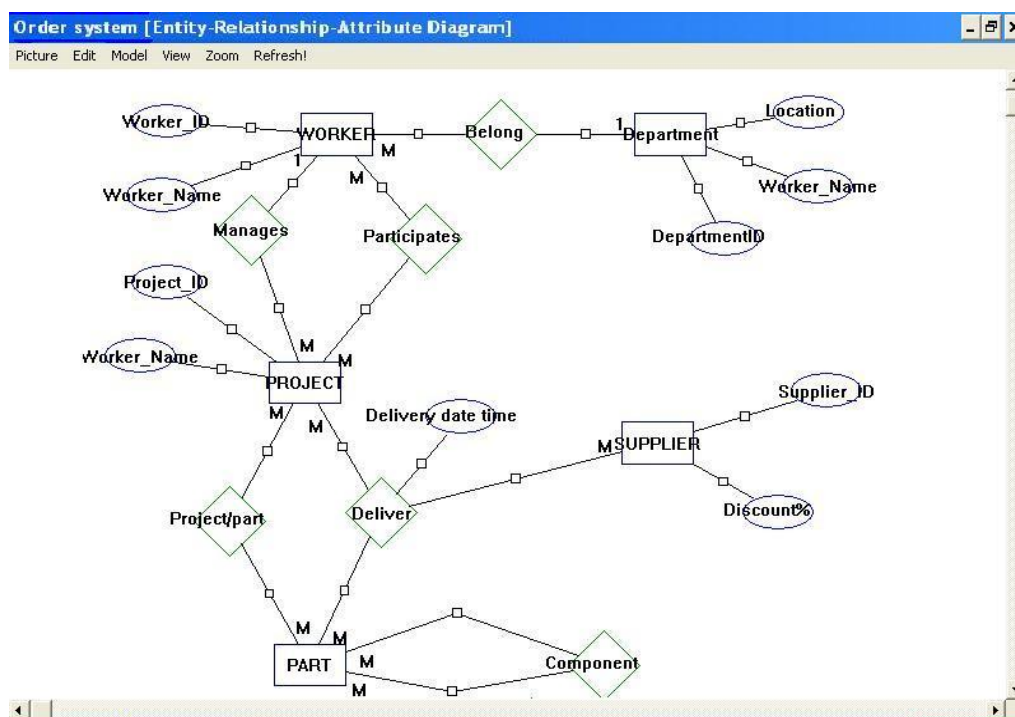 Order system [Entity-Relationship-Attribute Diagram]
Picture Edit Model View Zoom Refresh!
Worker_ID
WORKER
M
Belong
1
Department
Location
1
M
Worker_Name
Worker_Name
Manages
Participates
DepartmentID
Project_ID
M
M
Worker_Name
PROJECT
M
M
Delivery date time
Supplier_ID
M
SUPPLIER
Project/part
Deliver
Discount%
M
M
PART
M
M
Component